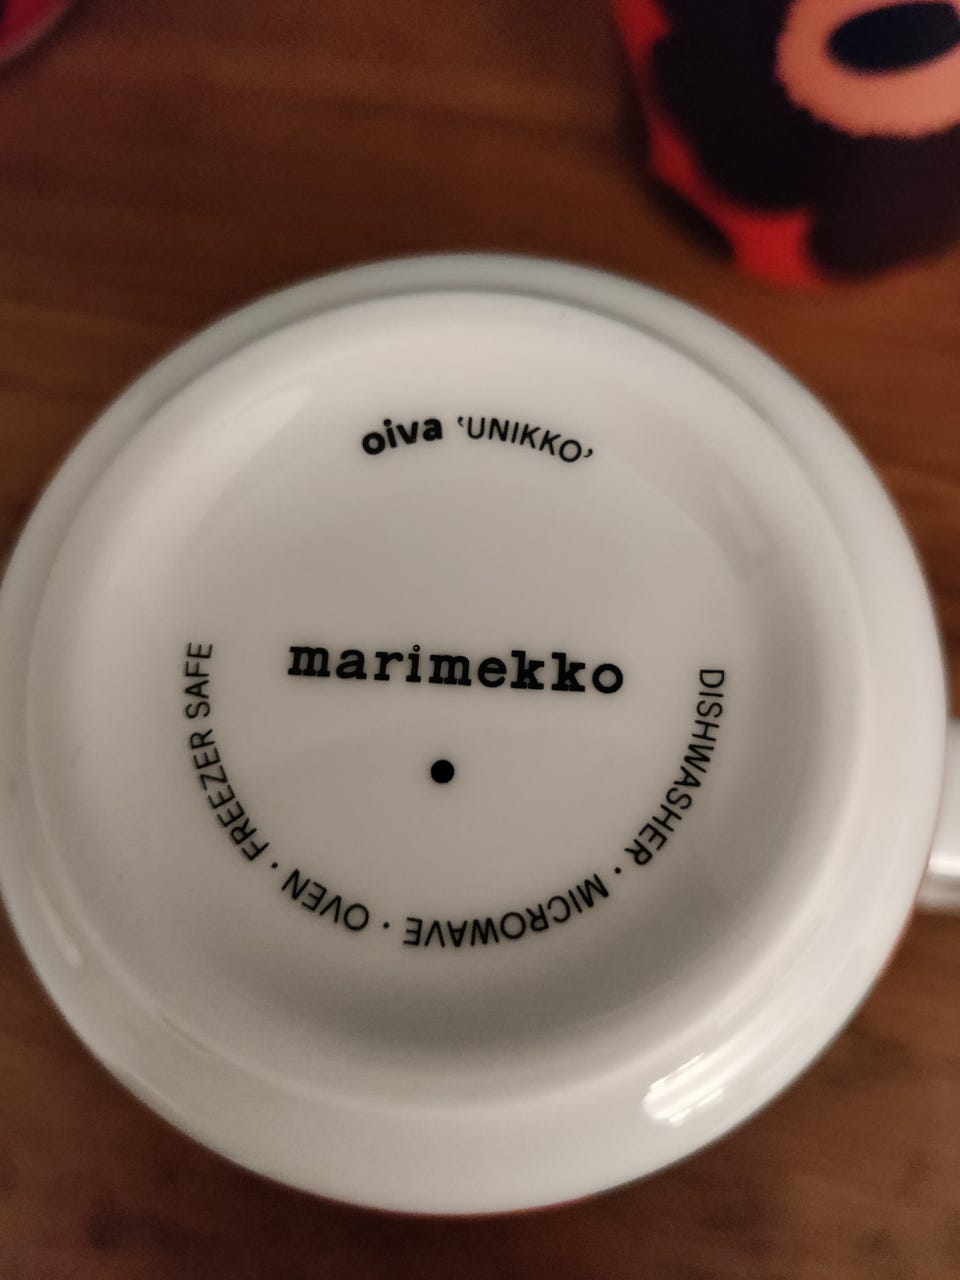 oiva ‘UNIKKO’
marimekko
DISHWASHER · MICROWAVE · OVEN · FREEZER SAFE